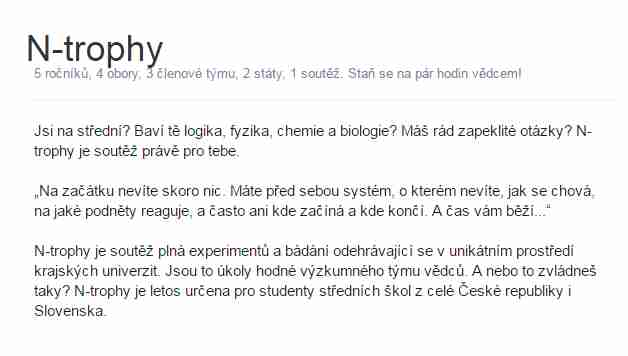 N-trophy
5 ročníků, 4 obory, 3 členové týmu, 2 státy, 1 soutěž. Staň se na pár hodin vědcem!
Jsi na střední? Baví tě logika, fyzika, chemie a biologie? Máš rád zapeklité otázky? N-
trophy je soutěž právě pro tebe.
„Na začátku nevíte skoro nic. Máte před sebou systém, o kterém nevíte, jak se chová,
na jaké podněty reaguje, a často ani kde začíná a kde končí. A čas vám běží...“
N-trophy je soutěž plná experimentů a bádání odehrávající se v unikátním prostředí
krajských univerzit. Jsou to úkoly hodné výzkumného týmu vědců. A nebo to zvládneš
taky? N-trophy je letos určena pro studenty středních škol z celé České republiky i
Slovenska.